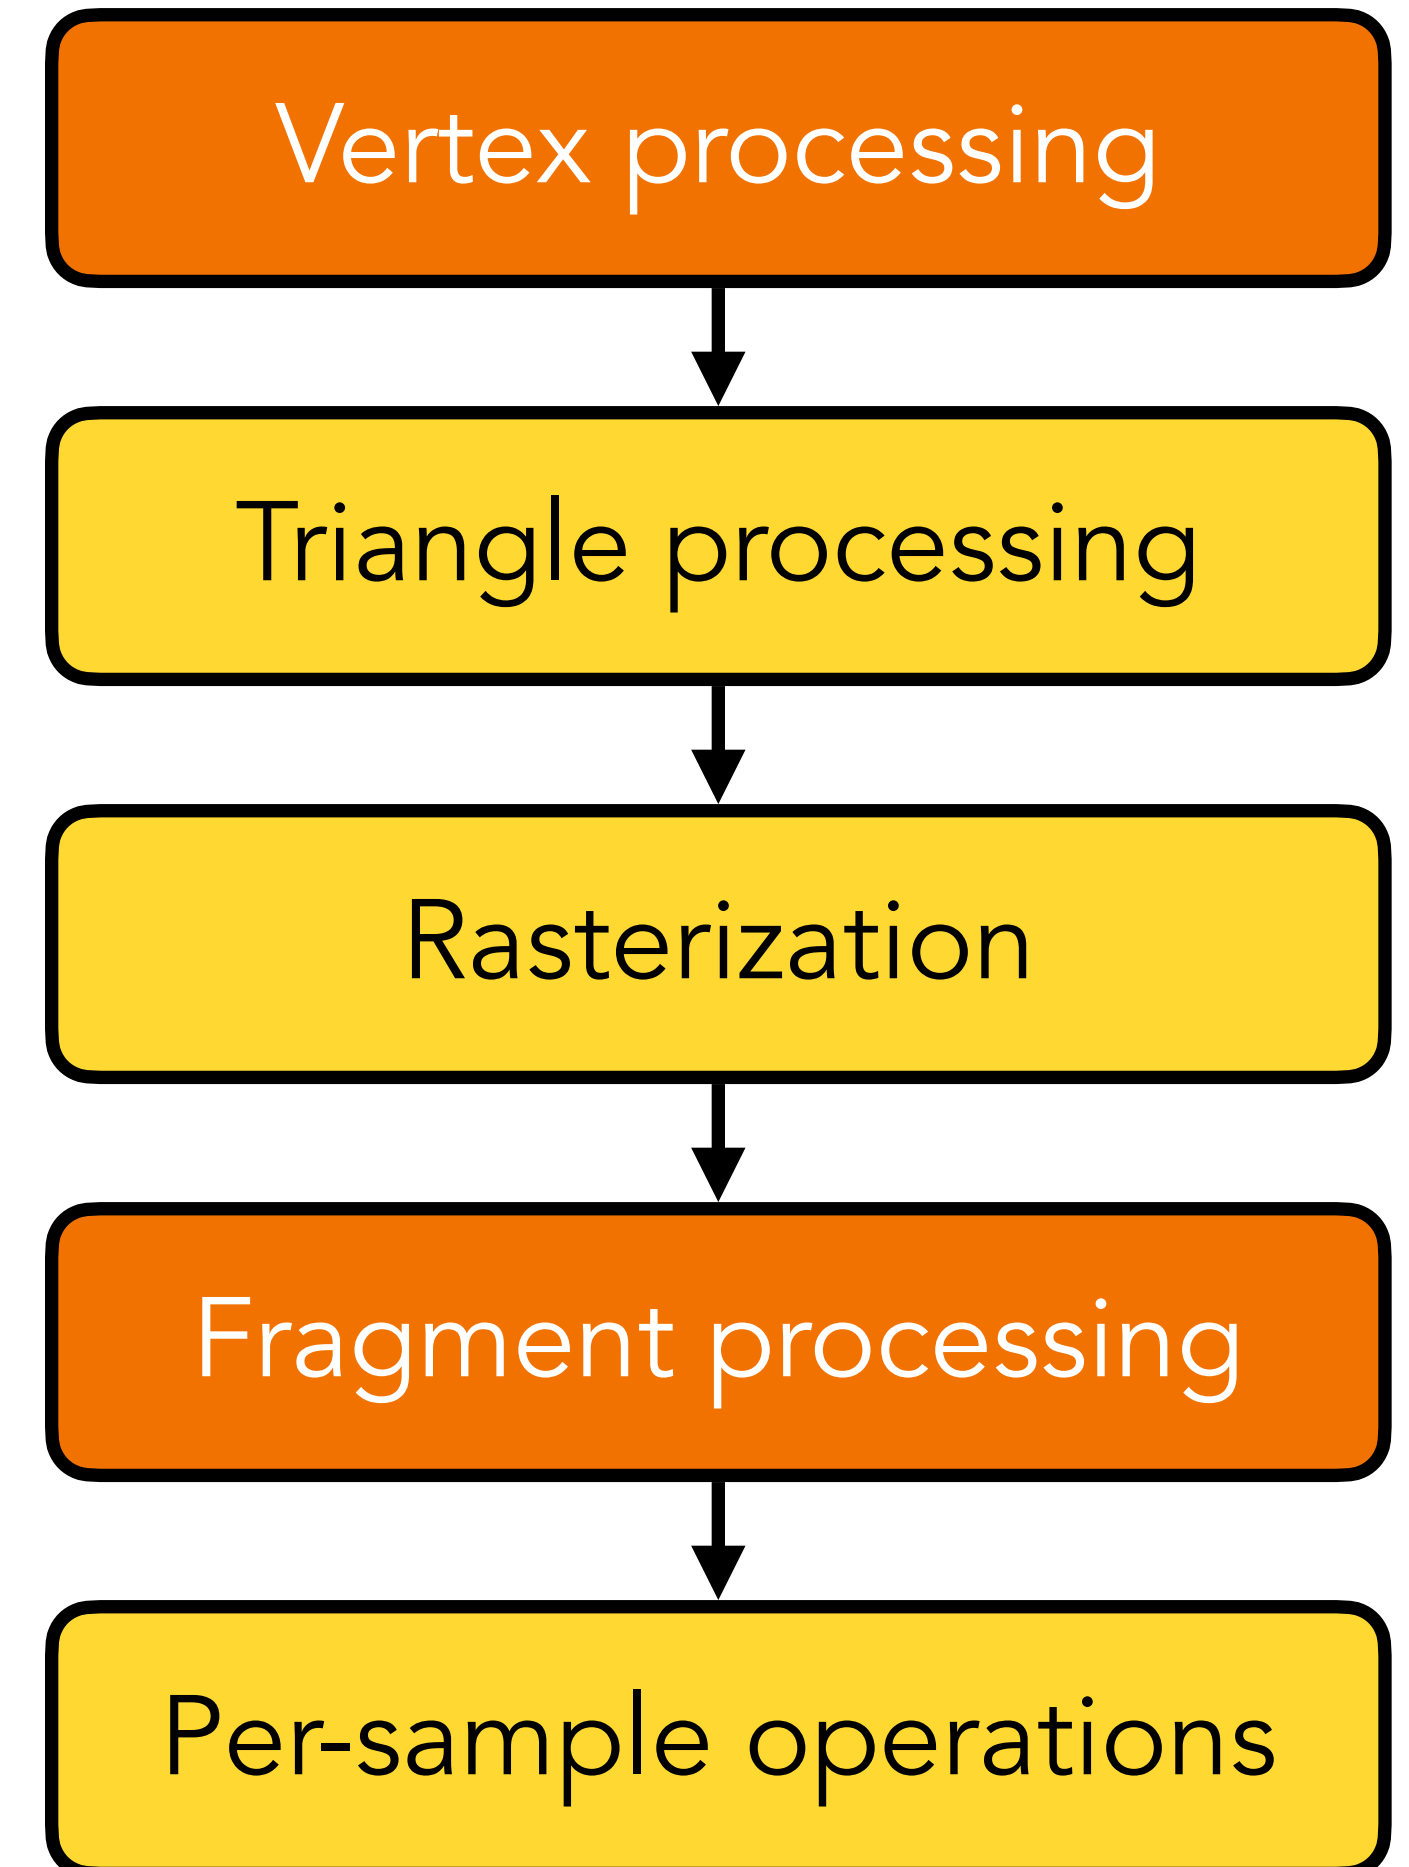 Vertex processing
Triangle processing
Rasterization
Fragment processing
Per-sample operations